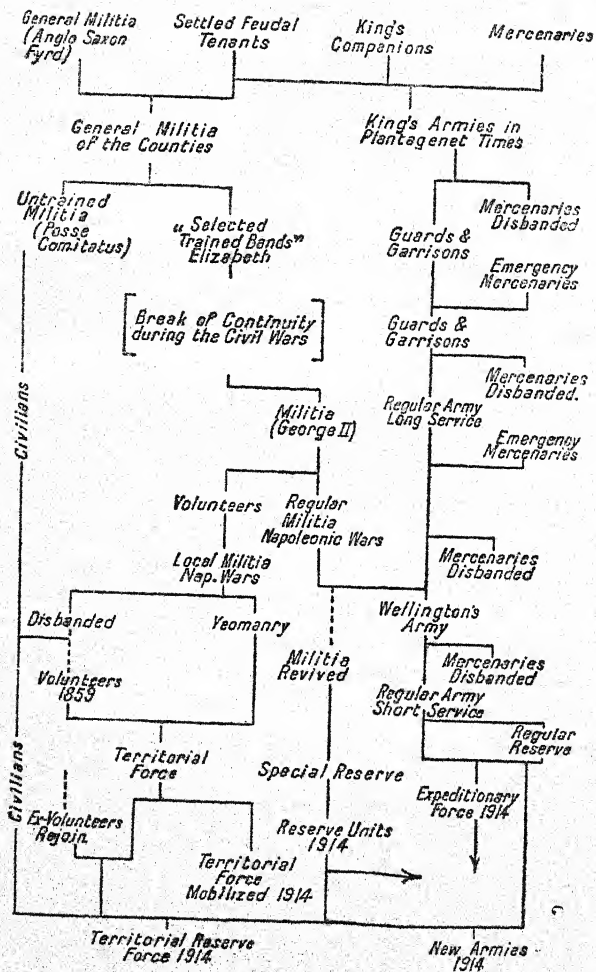 General Militia
(Anglo Saxon
Fyrd)
Settled Feudal
Tenants
King's
Companions
Mercenaries
General Militia
of the Counties
King's Armies in
Plantagenet Times
Untrained
Militia
(Posse
Comitatus)
„Selected
Trained Bands”
Elizabeth
Mercenaries
Disbanded
Guards &
Garrisons
Emergency
Mercenaries
[Break of Continuity
during the Civil Wars]
Guards &
Garrisons
Mercenaries
Disbanded.
Civilians
Militia
(George II)
Regular Army
Long Service
Emergency
Mercenaries
Volunteers
Regular
Militia
Napoleonic Wars
Local Militia
Nap. Wars
Mercenaries
Disbanded
Disbanded
Yeomanry
Wellington's
Army
Volunteers
1859
Militia
Revived
Mercenaries
Disbanded
Regular Army
Short Service
Regular
Reserve
Civilians
Territorial
Force
Special Reserve
Expeditionary
Force 1914
Ex-Volunteers
Rejoin
Reserve Units
1914
Territorial
Force
Mobilized 1914
Territorial Reserve
Force 1914
New Armies
1914